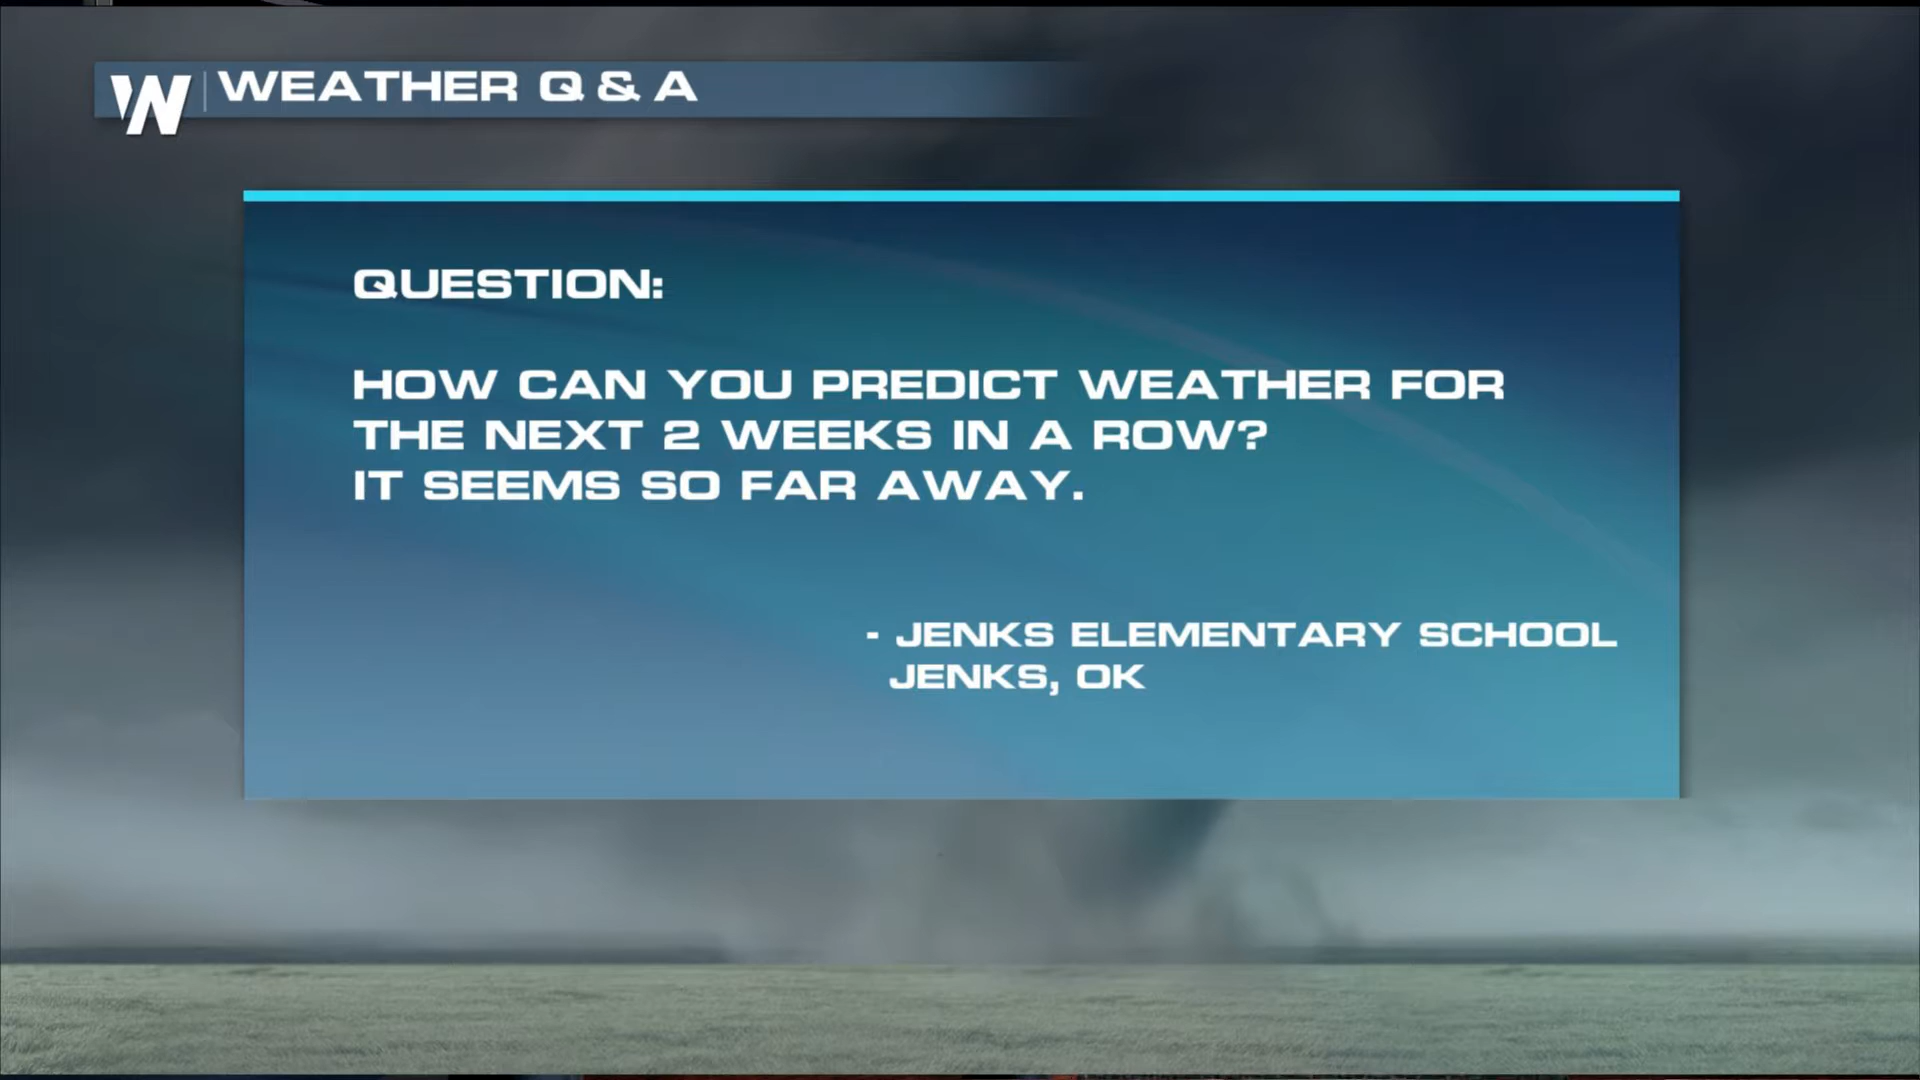 W WEATHER Q & A
QUESTION:
HOW CAN YOU PREDICT WEATHER FOR
THE NEXT 2 WEEKS IN A ROW?
IT SEEMS SO FAR AWAY.
- JENKS ELEMENTARY SCHOOL
JENKS, OK